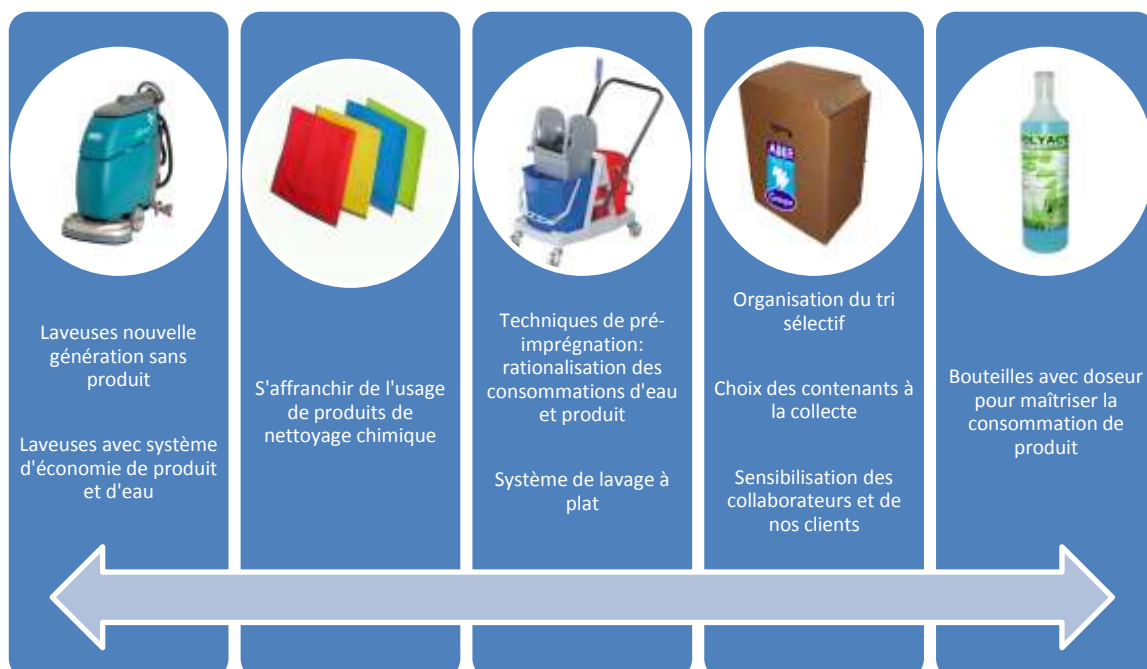 Laveuses nouvelle
génération sans
produit
Laveuses avec système
d'économie de produit
et d'eau
S'affranchir de l'usage
de produits de
nettoyage chimique
Techniques de pré-
imprégnation:
rationalisation des
consommations d'eau
et produit
Système de lavage à
plat
Organisation du tri
sélectif
Choix des contenants à
la collecte
Sensibilisation des
collaborateurs et de
nos clients
Bouteilles avec doseur
pour maîtriser la
consommation de
produit